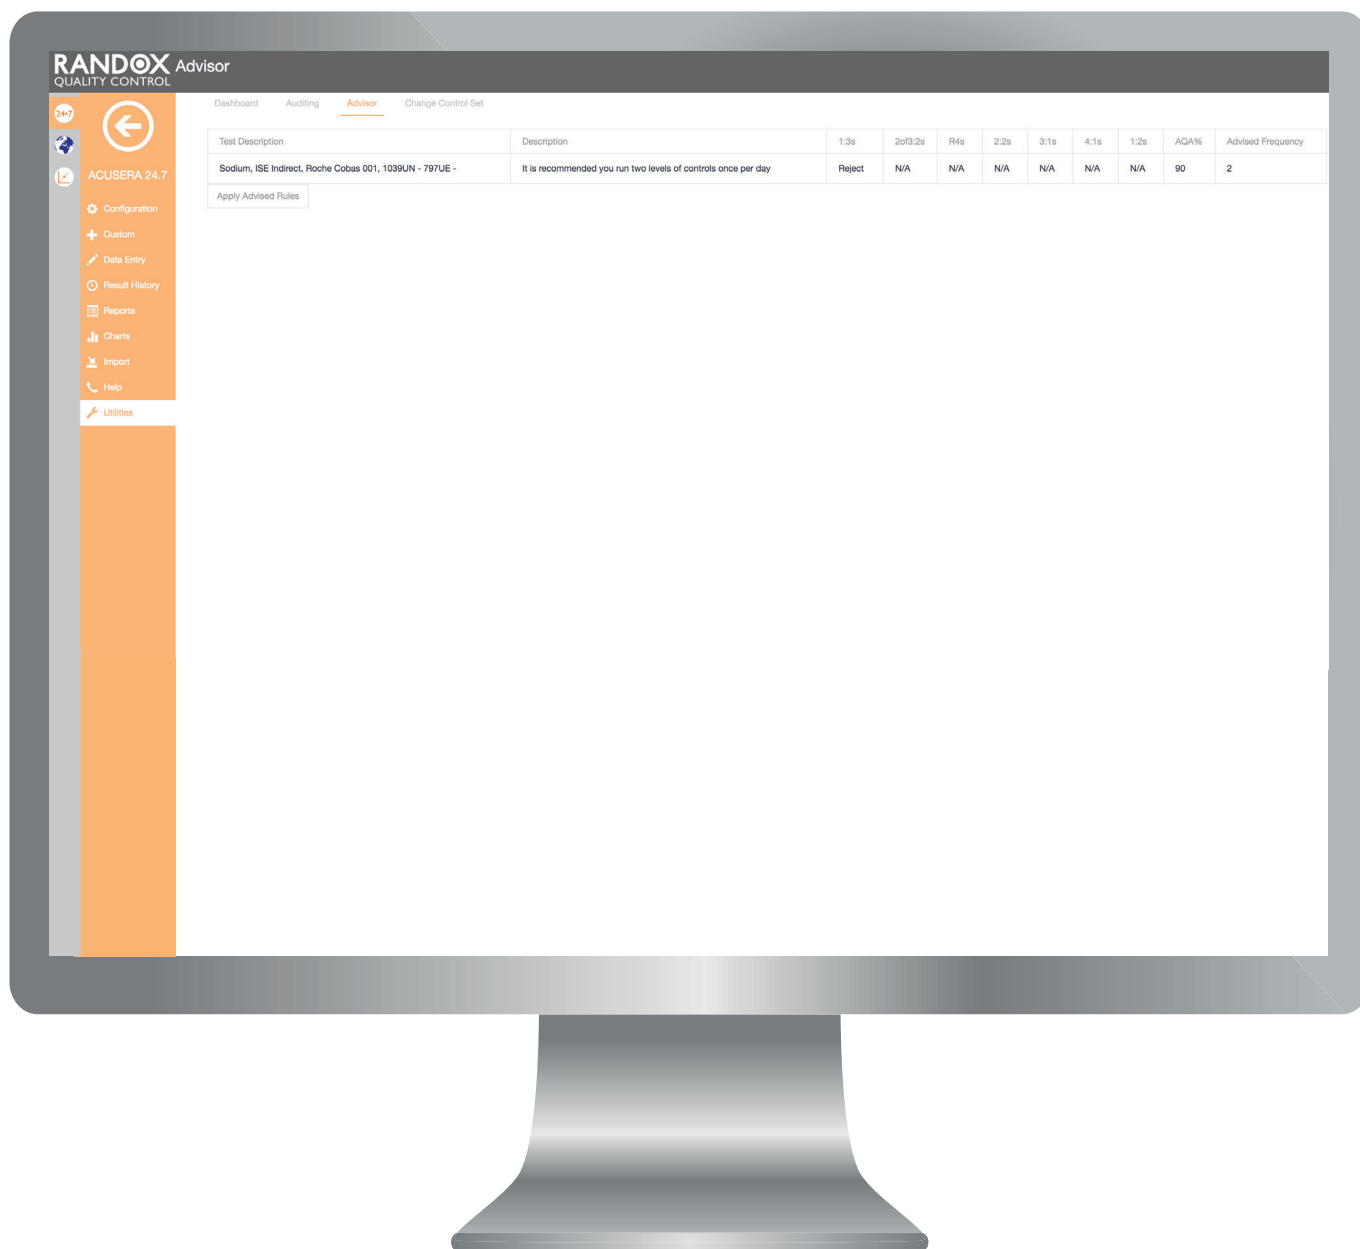 RANDOX Advisor
QUALITY CONTROL
24•7
ACUSERA 24.7
Configuration
Custom
Data Entry
Result History
Reports
Charts
Import
Help
Utilities
Dashboard Auditing Advisor Change Control Set
Test Description Description 1:3s 2of3:2s R4s 2:2s 3:1s 4:1s 1:2s AQA% Advised Frequency
Sodium, ISE Indirect, Roche Cobas 001, 1039UN - 797UE - It is recommended you run two levels of controls once per day Reject N/A N/A N/A N/A N/A N/A 90 2
Apply Advised Rules